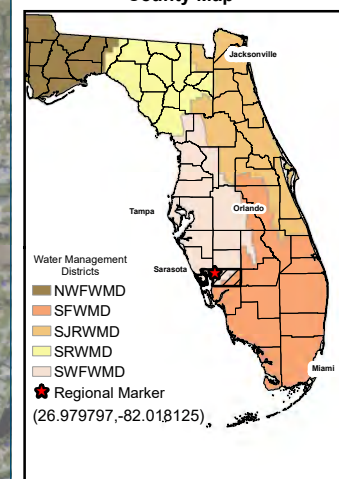 County Map
Jacksonville
Orlando
Tampa
Sarasota
Miami
Water Management
Districts
NWFWMD
SFWMD
SJRWMD
SRWMD
SWFWMD
Regional Marker
(26.979797,-82.018125)